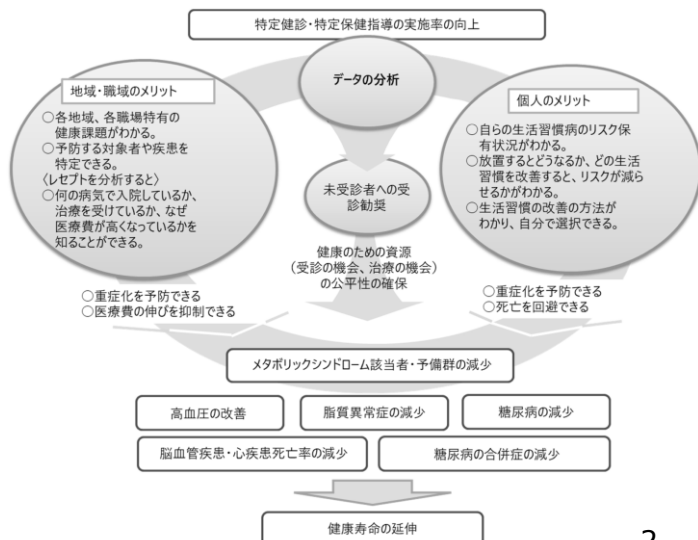 特定健診・特定保健指導の実施率の向上
データの分析
地域・職域のメリット
○各地域、各職場特有の
健康課題がわかる。
○予防する対象者や疾患を
特定できる。
〈レセプトを分析すると〉
○何の病気で入院しているか、
治療を受けているか、なぜ
医療費が高くなっているかを
知ることができる。
個人のメリット
○自らの生活習慣病のリスク保
有状況がわかる。
○放置するとどうなるか、どの生活
習慣を改善すると、リスクが減ら
せるかがわかる。
○生活習慣の改善の方法が
わかり、自分で選択できる。
未受診者への受
診勧奨
健康のための資源
(受診の機会、治療の機会)
の公平性の確保
○重症化を予防できる
○医療費の伸びを抑制できる
○重症化を予防できる
○死亡を回避できる
メタボリックシンドローム該当者・予備群の減少
高血圧の改善
脂質異常症の減少
糖尿病の減少
脳血管疾患・心疾患死亡率の減少
糖尿病の合併症の減少
健康寿命の延伸